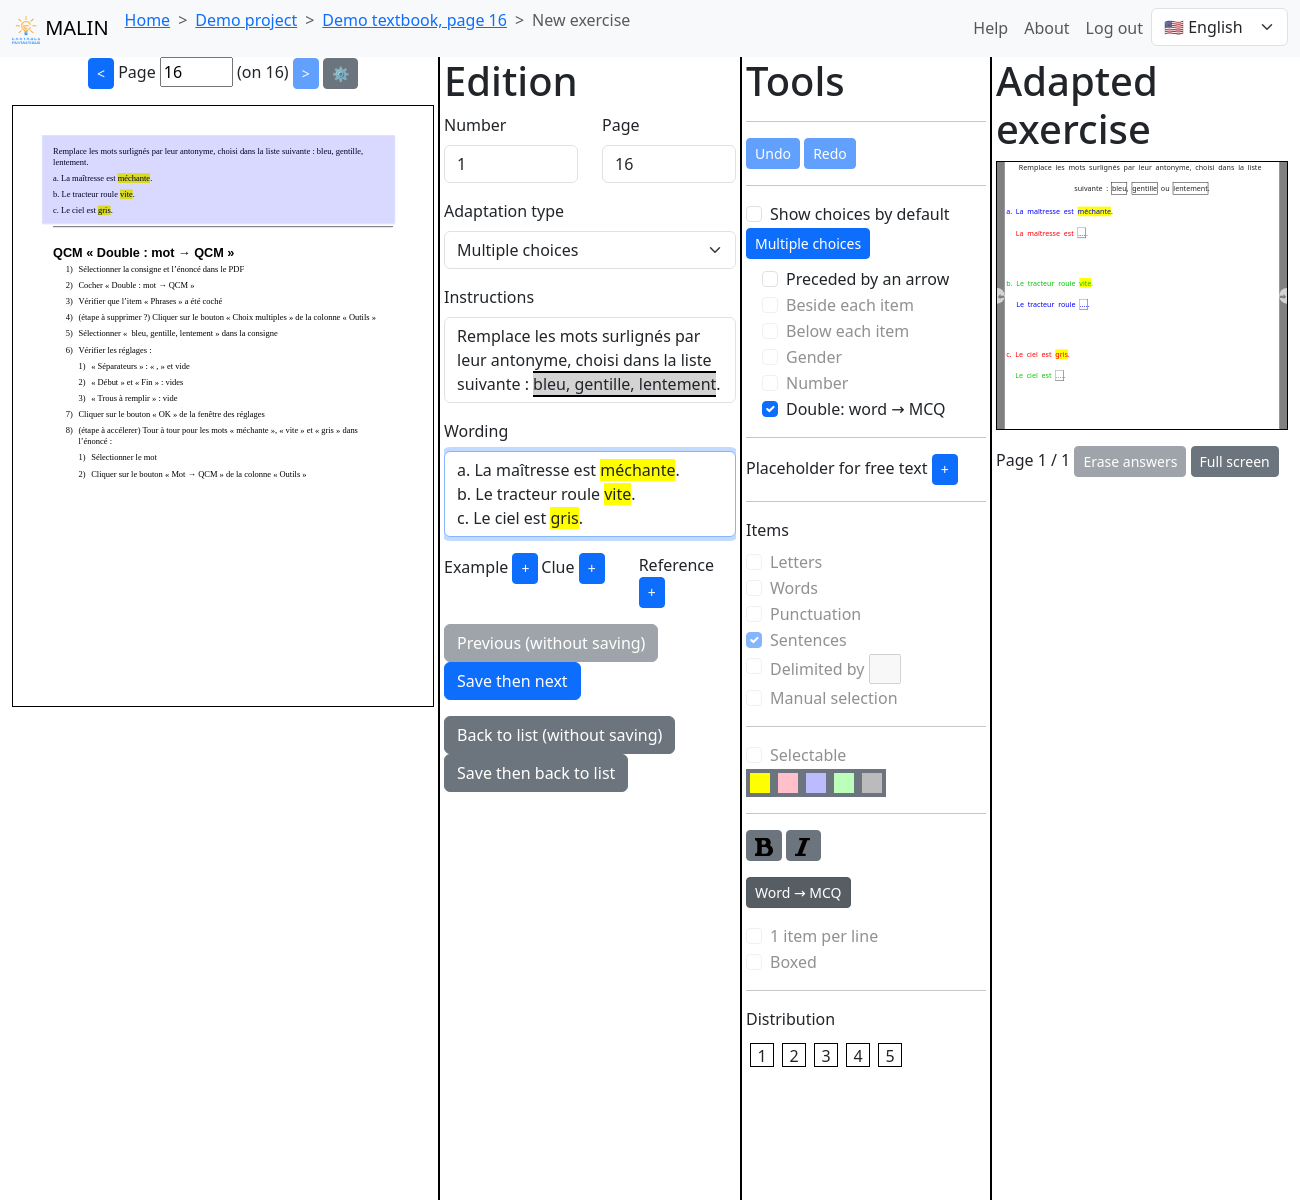 MALIN
Home > Demo project > Demo textbook, page 16 > New exercise
Help About Log out 🇺🇸 English
< Page 16 (on 16) > ⚙️
Remplace les mots surlignés par leur antonyme, choisi dans la liste suivante : bleu, gentille,
lentement.
a. La maîtresse est méchante.
b. Le tracteur roule vite.
c. Le ciel est gris.
QCM « Double : mot → QCM »
1) Sélectionner la consigne et l'énoncé dans le PDF
2) Cocher « Double : mot → QCM »
3) Vérifier que l'item « Phrases » a été coché
4) (étape à supprimer ?) Cliquer sur le bouton « Choix multiples » de la colonne « Outils »
5) Sélectionner « bleu, gentille, lentement » dans la consigne
6) Vérifier les réglages :
1) « Séparateurs » : « , » et vide
2) « Début » et « Fin » : vides
3) « Trous à remplir » : vide
7) Cliquer sur le bouton « OK » de la fenêtre des réglages
8) (étape à accélerer) Tour à tour pour les mots « méchante », « vite » et « gris » dans
l'énoncé :
1) Sélectionner le mot
2) Cliquer sur le bouton « Mot → QCM » de la colonne « Outils »
Edition
Number Page
1 16
Adaptation type
Multiple choices
Instructions
Remplace les mots surlignés par
leur antonyme, choisi dans la liste
suivante : bleu, gentille, lentement.
Wording
a. La maîtresse est méchante.
b. Le tracteur roule vite.
c. Le ciel est gris.
Example + Clue + Reference
+
Previous (without saving)
Save then next
Back to list (without saving)
Save then back to list
Tools
Undo Redo
Show choices by default
Multiple choices
Preceded by an arrow
Beside each item
Below each item
Gender
Number
Double: word → MCQ
Placeholder for free text +
Items
Letters
Words
Punctuation
Sentences
Delimited by
Manual selection
Selectable
B I
Word → MCQ
1 item per line
Boxed
Distribution
1 2 3 4 5
Adapted
exercise
Remplace les mots surlignés par leur antonyme, choisi dans la liste
suivante : bleu, gentille ou lentement.
a. La maîtresse est méchante.
La maîtresse est ....
b. Le tracteur roule vite.
Le tracteur roule ....
c. Le ciel est gris.
Le ciel est ....
Page 1 / 1 Erase answers Full screen